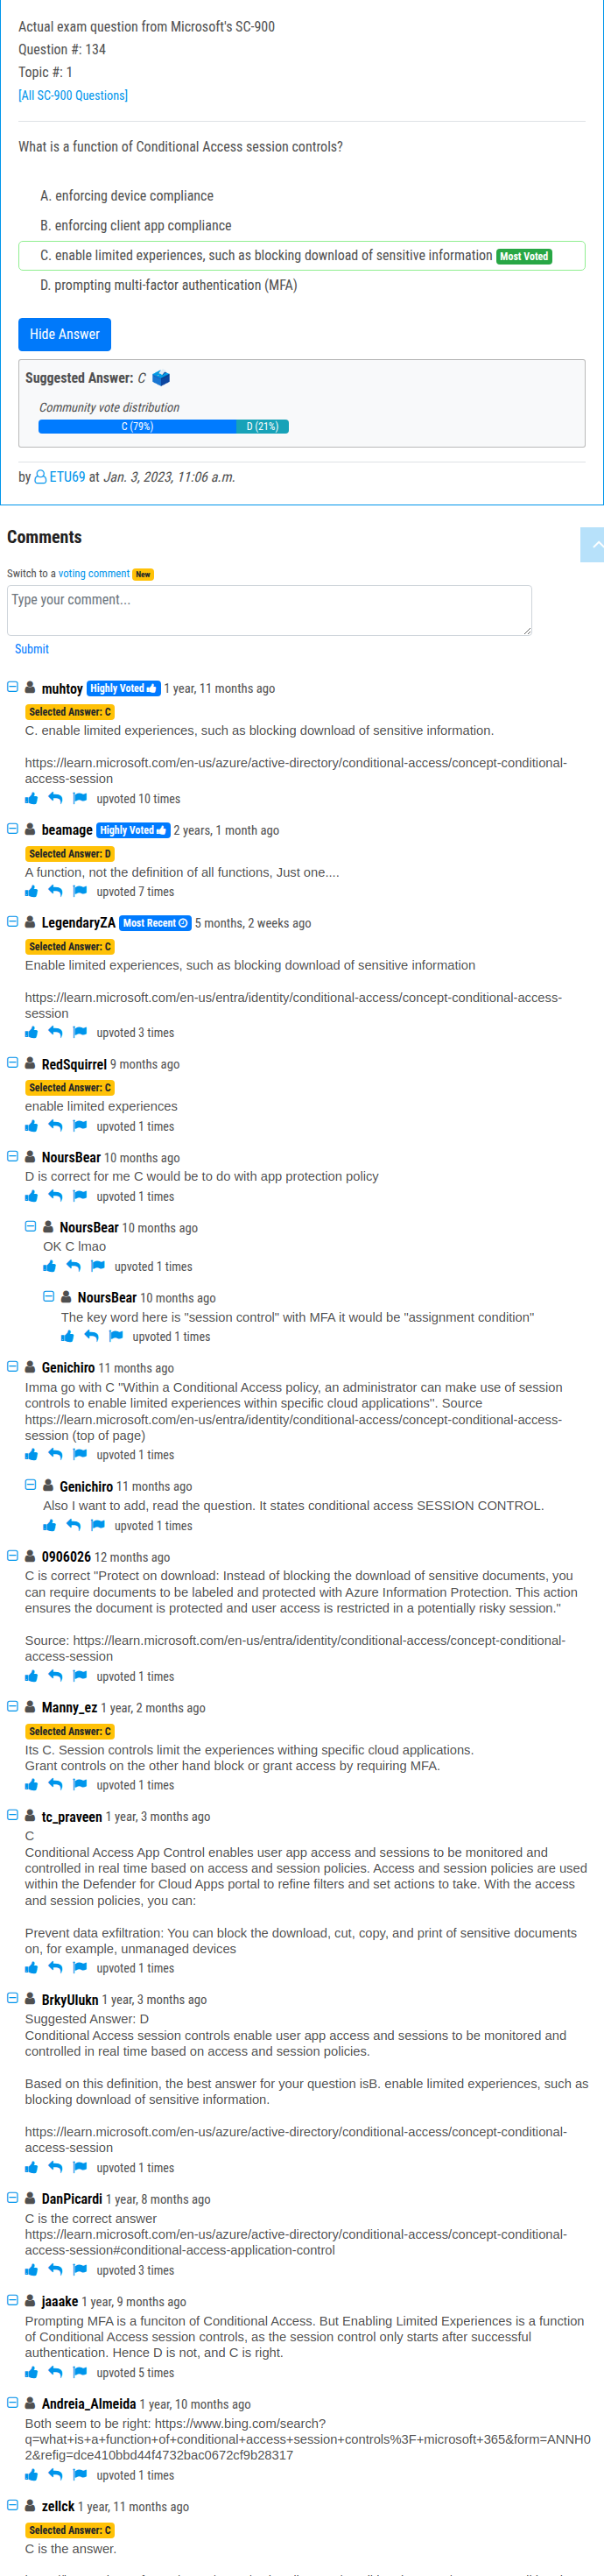 Actual exam question from Microsoft's SC-900
Question #: 134
Topic #: 1
[All SC-900 Questions]
What is a function of Conditional Access session controls?
A. enforcing device compliance
B. enforcing client app compliance
C. enable limited experiences, such as blocking download of sensitive information Most Voted
D. prompting multi-factor authentication (MFA)
Hide Answer
Suggested Answer: C
Community vote distribution
C (79%) D (21%)
by ETU69 at Jan. 3, 2023, 11:06 a.m.
Comments
Switch to a voting comment New
Type your comment...
Submit
muhtoy Highly Voted 1 year, 11 months ago
Selected Answer: C
C. enable limited experiences, such as blocking download of sensitive information.
https://learn.microsoft.com/en-us/azure/active-directory/conditional-access/concept-conditional-
access-session
upvoted 10 times
beamage Highly Voted 2 years, 1 month ago
Selected Answer: D
A function, not the definition of all functions, Just one....
upvoted 7 times
LegendaryZA Most Recent 5 months, 2 weeks ago
Selected Answer: C
Enable limited experiences, such as blocking download of sensitive information
https://learn.microsoft.com/en-us/entra/identity/conditional-access/concept-conditional-access-
session
upvoted 3 times
RedSquirrel 9 months ago
Selected Answer: C
enable limited experiences
upvoted 1 times
NoursBear 10 months ago
D is correct for me C would be to do with app protection policy
upvoted 1 times
NoursBear 10 months ago
OK C lmao
upvoted 1 times
NoursBear 10 months ago
The key word here is "session control" with MFA it would be "assignment condition"
upvoted 1 times
Genichiro 11 months ago
Imma go with C "Within a Conditional Access policy, an administrator can make use of session
controls to enable limited experiences within specific cloud applications". Source
https://learn.microsoft.com/en-us/entra/identity/conditional-access/concept-conditional-access-
session (top of page)
upvoted 1 times
Genichiro 11 months ago
Also I want to add, read the question. It states conditional access SESSION CONTROL.
upvoted 1 times
0906026 12 months ago
C is correct "Protect on download: Instead of blocking the download of sensitive documents, you
can require documents to be labeled and protected with Azure Information Protection. This action
ensures the document is protected and user access is restricted in a potentially risky session."
Source: https://learn.microsoft.com/en-us/entra/identity/conditional-access/concept-conditional-
access-session
upvoted 1 times
Manny_ez 1 year, 2 months ago
Selected Answer: C
Its C. Session controls limit the experiences withing specific cloud applications.
Grant controls on the other hand block or grant access by requiring MFA.
upvoted 1 times
tc_praveen 1 year, 3 months ago
C
Conditional Access App Control enables user app access and sessions to be monitored and
controlled in real time based on access and session policies. Access and session policies are used
within the Defender for Cloud Apps portal to refine filters and set actions to take. With the access
and session policies, you can:
Prevent data exfiltration: You can block the download, cut, copy, and print of sensitive documents
on, for example, unmanaged devices
upvoted 1 times
BrkyUlukn 1 year, 3 months ago
Suggested Answer: D
Conditional Access session controls enable user app access and sessions to be monitored and
controlled in real time based on access and session policies.
Based on this definition, the best answer for your question isB. enable limited experiences, such as
blocking download of sensitive information.
https://learn.microsoft.com/en-us/azure/active-directory/conditional-access/concept-conditional-
access-session
upvoted 1 times
DanPicardi 1 year, 8 months ago
C is the correct answer
https://learn.microsoft.com/en-us/azure/active-directory/conditional-access/concept-conditional-
access-session#conditional-access-application-control
upvoted 3 times
jaaake 1 year, 9 months ago
Prompting MFA is a funciton of Conditional Access. But Enabling Limited Experiences is a function
of Conditional Access session controls, as the session control only starts after successful
authentication. Hence D is not, and C is right.
upvoted 5 times
Andreia_Almeida 1 year, 10 months ago
Both seem to be right: https://www.bing.com/search?
q=what+is+a+function+of+conditional+access+session+controls%3F+microsoft+365&form=ANNH0
2&refig=dce410bbd44f4732bac0672cf9b28317
upvoted 1 times
zellck 1 year, 11 months ago
Selected Answer: C
C is the answer.